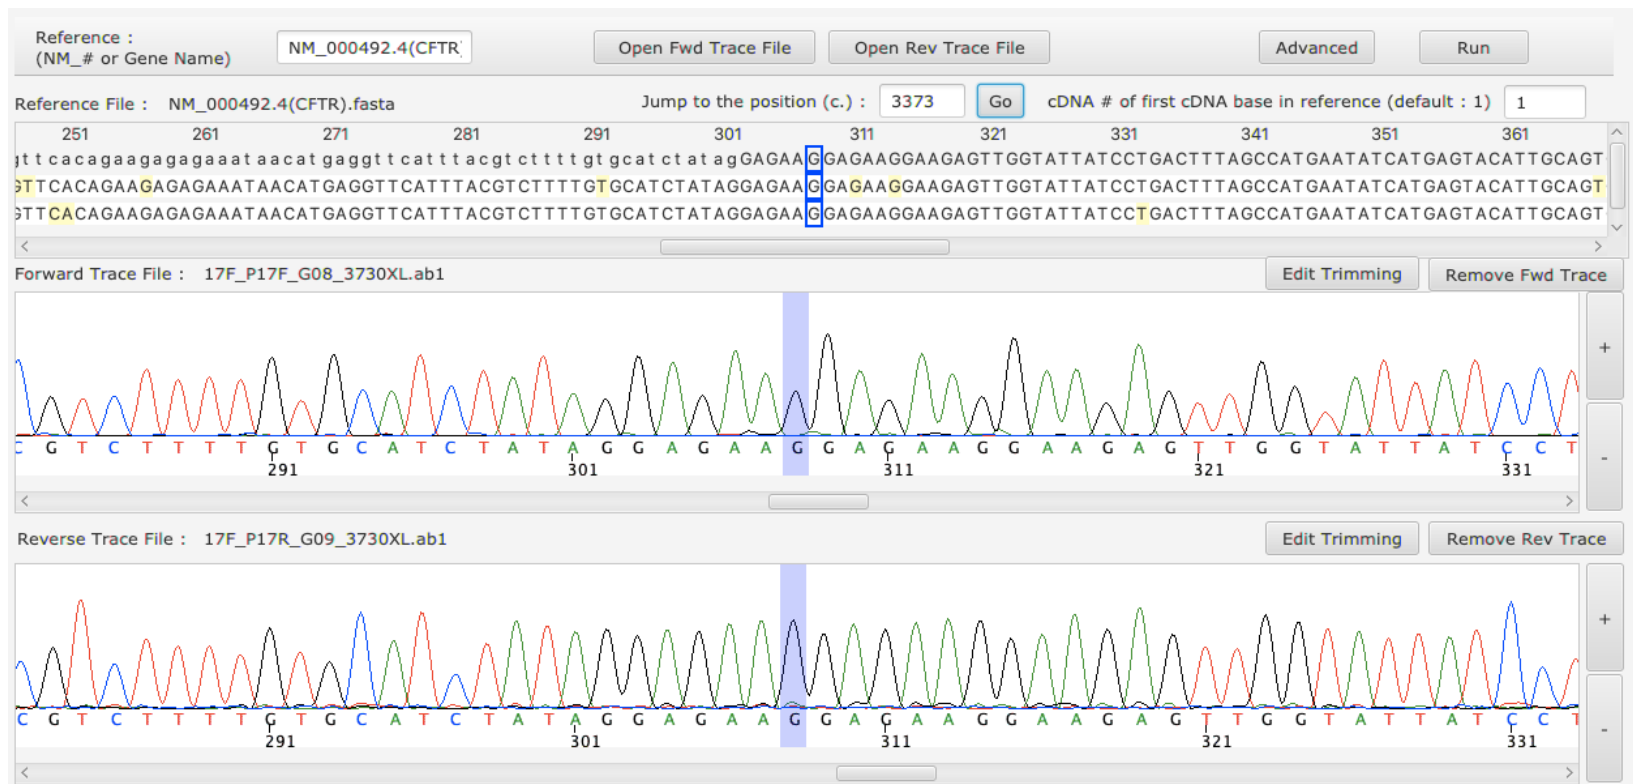 Reference :
(NM_# or Gene Name)
NM_000492.4(CFTR)
Open Fwd Trace File
Open Rev Trace File
Advanced
Run
Reference File : NM_000492.4(CFTR).fasta
Jump to the position (c.) : 3373
Go
cDNA # of first cDNA base in reference (default : 1) 1
251 261 271 281 291 301 311 321 331 341 351 361
gttcacagaagagagaaataacatgaggttcatttacgtcttttgtgcatctatagGAGAAGGAGAAGGAAGAGTTGGTATTATCCTGACTTTAGCCATGAATATCATGAGTACATTGCAGT
GTTCACAGAAGAGAGAAATAACATGAGGTTCATTTACGTCTTTTGTGCATCTATAGGAGAAGGAGAAGGAAGAGTTGGTATTATCCTGACTTTAGCCATGAATATCATGAGTACATTGCAGT
GTTCACAGAAGAGAGAAATAACATGAGGTTCATTTACGTCTTTTGTGCATCTATAGGAGAAGGAGAAGGAAGAGTTGGTATTATCCTGACTTTAGCCATGAATATCATGAGTACATTGCAGT
Forward Trace File : 17F_P17F_G08_3730XL.ab1
Edit Trimming
Remove Fwd Trace
+
C G T C T T T T G T G C A T C T A T A G G A G A A G G A G A A G G A A G A G T T G G T A T T A T C C T
291 301 311 321 331
-
Reverse Trace File : 17F_P17R_G09_3730XL.ab1
Edit Trimming
Remove Rev Trace
+
C G T C T T T T G T G C A T C T A T A G G A G A A G G A G A A G G A A G A G T T G G T A T T A T C C T
291 301 311 321 331
-